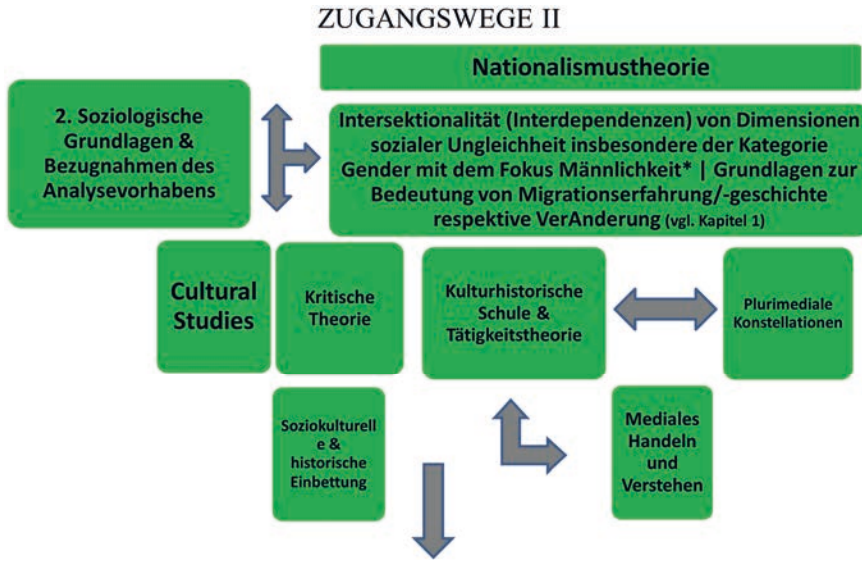 ZUGANGSWEGE II
Nationalismustheorie
2. Soziologische
Grundlagen &
Bezugnahmen des
Analysevorhabens
Intersektionalität (Interdependenzen) von Dimensionen
sozialer Ungleichheit insbesondere der Kategorie
Gender mit dem Fokus Männlichkeit* | Grundlagen zur
Bedeutung von Migrationserfahrung/-geschichte
respektive VerAnderung (vgl. Kapitel 1)
Cultural
Studies
Kritische
Theorie
Kulturhistorische
Schule &
Tätigkeitstheorie
Plurimediale
Konstellationen
Soziokulturell
e &
historische
Einbettung
Mediales
Handeln
und
Verstehen